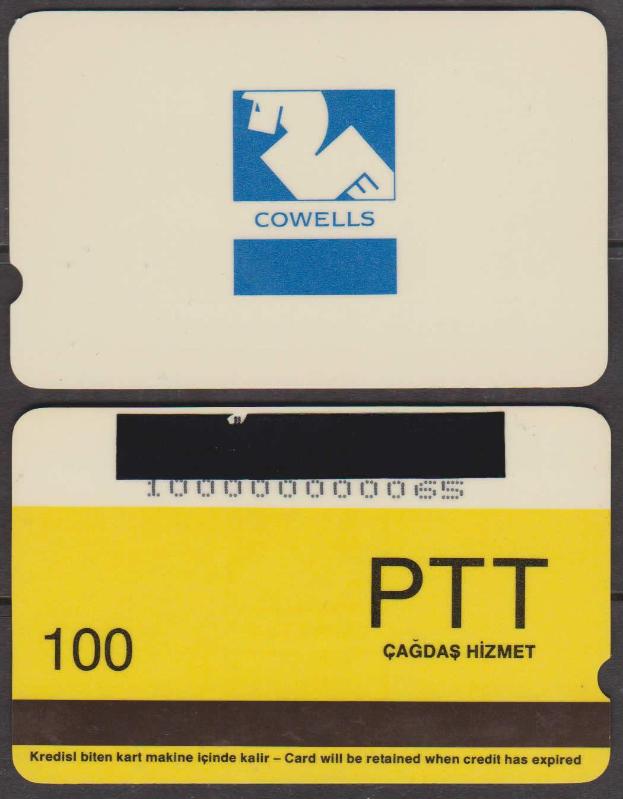 COWELLS
100000000065
PTT
ÇAĞDAŞ HİZMET
100
Kredisl biten kart makine içinde kalir – Card will be retained when credit has expired